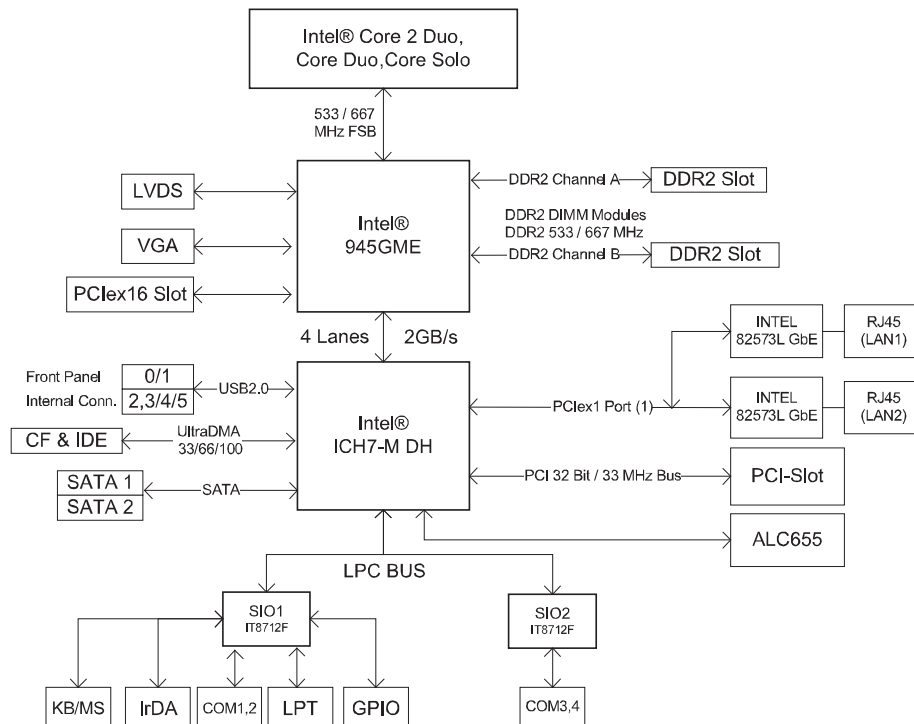 Intel® Core 2 Duo,
Core Duo,Core Solo
533 / 667
MHz FSB
LVDS
VGA
PCIex16 Slot
Intel®
945GME
DDR2 Channel A
DDR2 Slot
DDR2 DIMM Modules
DDR2 533 / 667 MHz
DDR2 Channel B
DDR2 Slot
4 Lanes
2GB/s
INTEL
82573L GbE
RJ45
(LAN1)
Front Panel
0/1
Internal Conn.
2,3/4/5
USB2.0
Intel®
ICH7-M DH
PCIex1 Port (1)
INTEL
82573L GbE
RJ45
(LAN2)
CF & IDE
UltraDMA
33/66/100
SATA 1
SATA 2
SATA
PCI 32 Bit / 33 MHz Bus
PCI-Slot
ALC655
LPC BUS
SIO1
IT8712F
SIO2
IT8712F
KB/MS
IrDA
COM1,2
LPT
GPIO
COM3,4